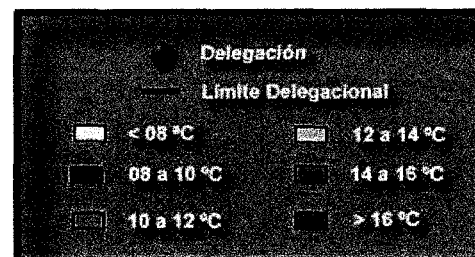 Delegación
Límite Delegacional
< 08 ºC
12 a 14 ºC
08 a 10 ºC
14 a 16 ºC
10 a 12 ºC
> 16 ºC